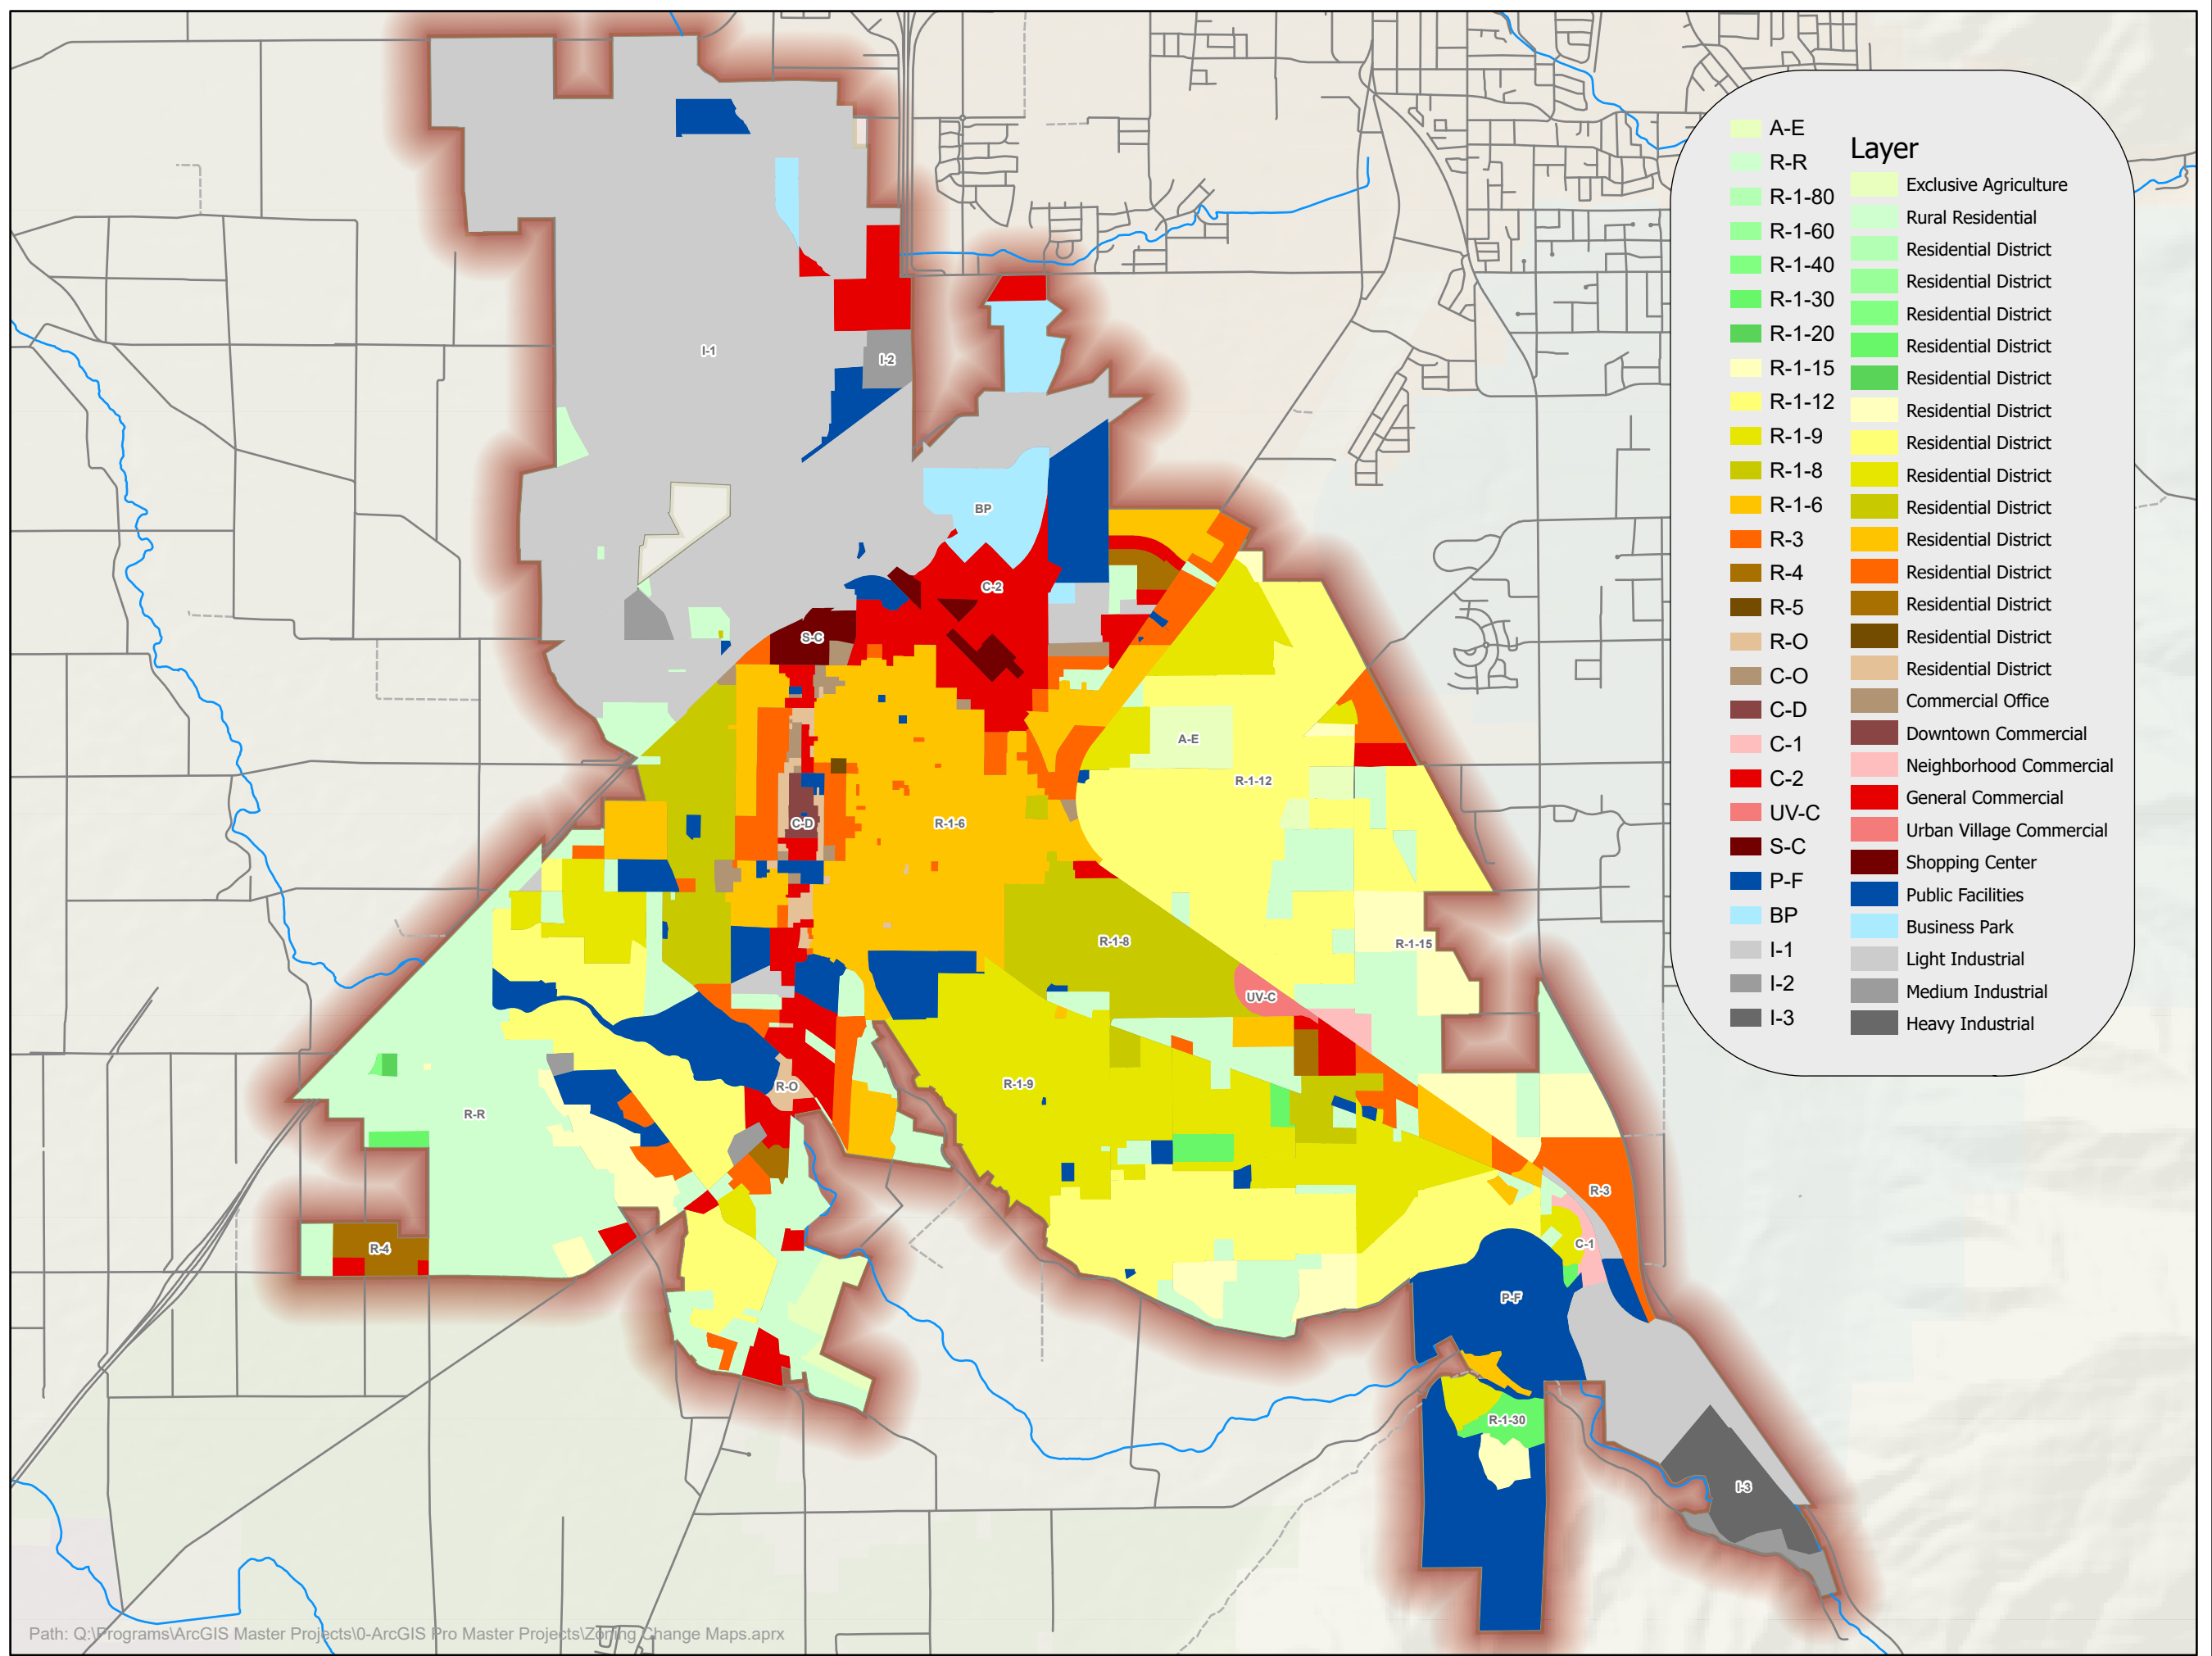 A-E
R-R
R-1-80
R-1-60
R-1-40
R-1-30
R-1-20
R-1-15
R-1-12
R-1-9
R-1-8
R-1-6
R-3
R-4
R-5
R-O
C-O
C-D
C-1
C-2
UV-C
S-C
P-F
BP
I-1
I-2
I-3
Layer
Exclusive Agriculture
Rural Residential
Residential District
Residential District
Residential District
Residential District
Residential District
Residential District
Residential District
Residential District
Residential District
Residential District
Residential District
Residential District
Residential District
Residential District
Commercial Office
Downtown Commercial
Neighborhood Commercial
General Commercial
Urban Village Commercial
Shopping Center
Public Facilities
Business Park
Light Industrial
Medium Industrial
Heavy Industrial
I-1
I-2
BP
C-2
S-C
A-E
R-1-12
C-D
R-1-6
R-1-8
R-1-15
UV-C
R-1-9
R-O
R-R
R-3
C-1
R-4
P-F
R-1-30
I-3
Path: Q:\Programs\ArcGIS Master Projects\0-ArcGIS Pro Master Projects\Zoning Change Maps.aprx